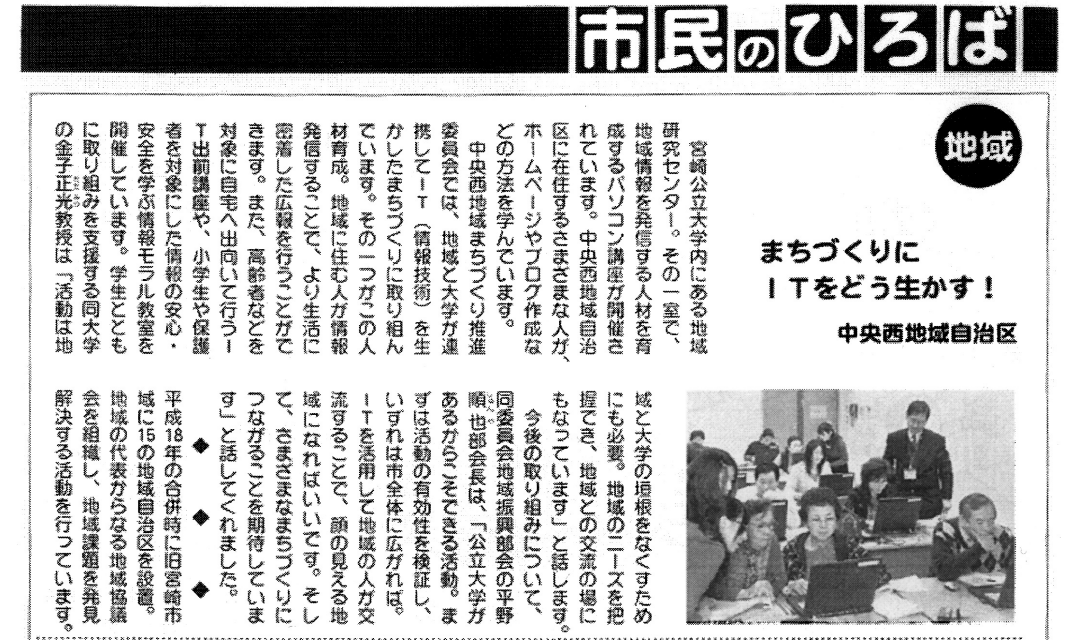 市民のひろば
地域
まちづくりに
ITをどう生かす！
中央西地域自治区
宮崎公立大学内にある地域
研究センター。その一室で、
地域情報を発信する人材を育
成するパソコン講座が開催さ
れています。中央西地域自治
区に在住するさまざまな人が、
ホームページやブログ作成な
どの方法を学んでいます。
中央西地域まちづくり推進
委員会では、地域と大学が連
携してIT（情報技術）を生
かしたまちづくりに取り組ん
でいます。その一つがこの人
材育成。地域に住む人が情報
発信することで、より生活に
密着した広報を行うことがで
きます。また、高齢者などを
対象に自宅へ出向いて行うI
T出前講座や、小学生や保護
者を対象にした情報の安心・
安全を学ぶ情報モラル教室を
開催しています。学生ととも
に取り組みを支援する同大学
の金子正光教授は「活動は地
域と大学の垣根をなくすため
にも必要。地域のニーズを把
握でき、地域との交流の場に
もなっています」と話します。
今後の取り組みについて、
同委員会地域振興部会の平野
順也部会長は、「公立大学が
あるからこそできる活動。ま
ずは活動の有効性を検証し、
いずれは市全体に広がれば。
ITを活用して地域の人が交
流することで、顔の見える地
域になればいいです。そし
て、さまざまなまちづくりに
つながることを期待していま
す」と話してくれました。
◆ ◆ ◆
平成18年の合併時に旧宮崎市
域に15の地域自治区を設置。
地域の代表からなる地域協議
会を組織し、地域課題を発見
解決する活動を行っています。